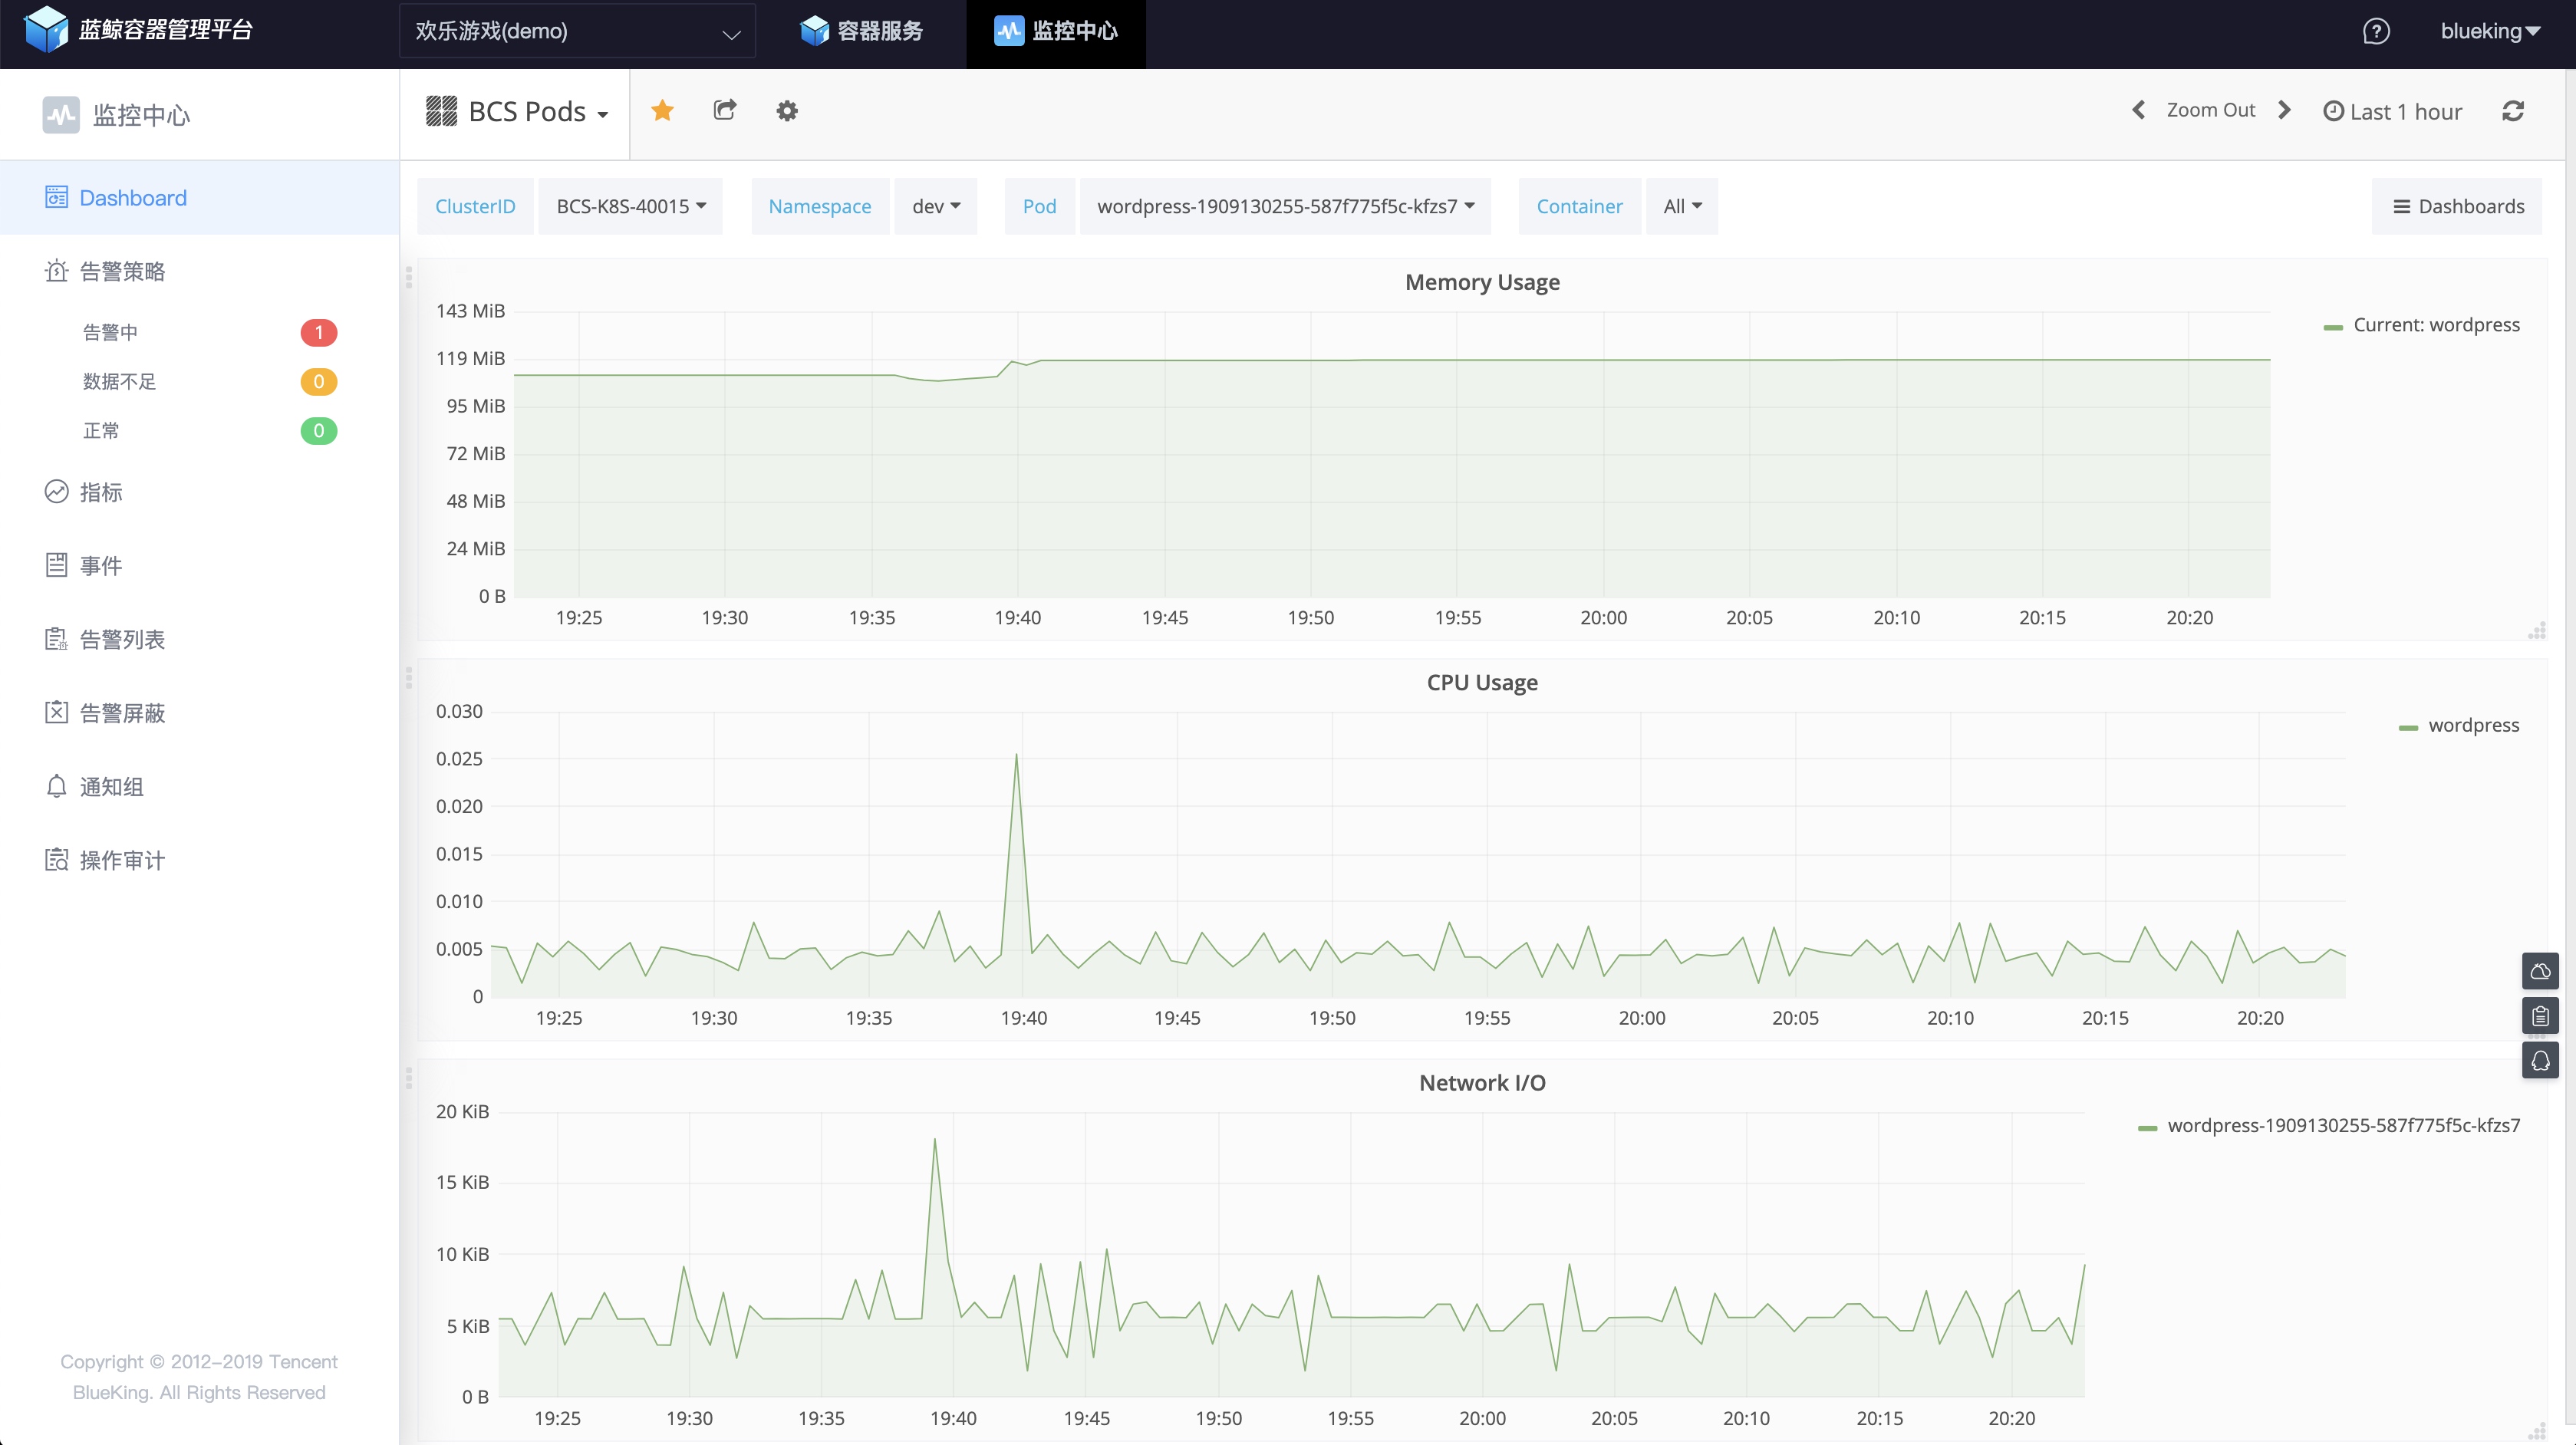 蓝鲸容器管理平台
欢乐游戏(demo)
容器服务
监控中心
blueking
监控中心
BCS Pods
Zoom Out
Last 1 hour
Dashboard
告警策略
告警中 1
数据不足 0
正常 0
指标
事件
告警列表
告警屏蔽
通知组
操作审计
Copyright © 2012-2019 Tencent
BlueKing. All Rights Reserved
ClusterID BCS-K8S-40015 Namespace dev Pod wordpress-1909130255-587f775f5c-kfzs7 Container All Dashboards
Memory Usage
143 MiB
119 MiB
95 MiB
72 MiB
48 MiB
24 MiB
0 B
19:25 19:30 19:35 19:40 19:45 19:50 19:55 20:00 20:05 20:10 20:15 20:20
Current: wordpress
CPU Usage
0.030
0.025
0.020
0.015
0.010
0.005
0
19:25 19:30 19:35 19:40 19:45 19:50 19:55 20:00 20:05 20:10 20:15 20:20
wordpress
Network I/O
20 KiB
15 KiB
10 KiB
5 KiB
0 B
19:25 19:30 19:35 19:40 19:45 19:50 19:55 20:00 20:05 20:10 20:15 20:20
wordpress-1909130255-587f775f5c-kfzs7